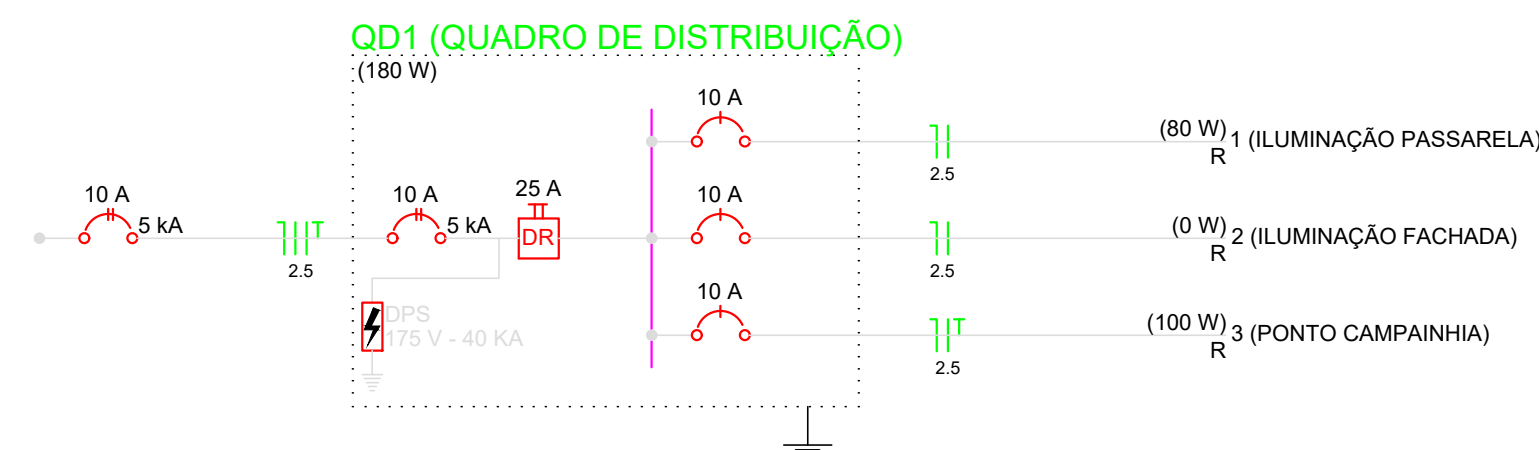 QD1 (QUADRO DE DISTRIBUIÇÃO)
(180 W)
10 A
5 kA
2.5
10 A
5 kA
25 A
DR
DPS
175 V - 40 KA
10 A
2.5
(80 W)
R
1 (ILUMINAÇÃO PASSARELA)
10 A
2.5
(0 W)
R
2 (ILUMINAÇÃO FACHADA)
10 A
2.5
(100 W)
R
3 (PONTO CAMPAINHIA)